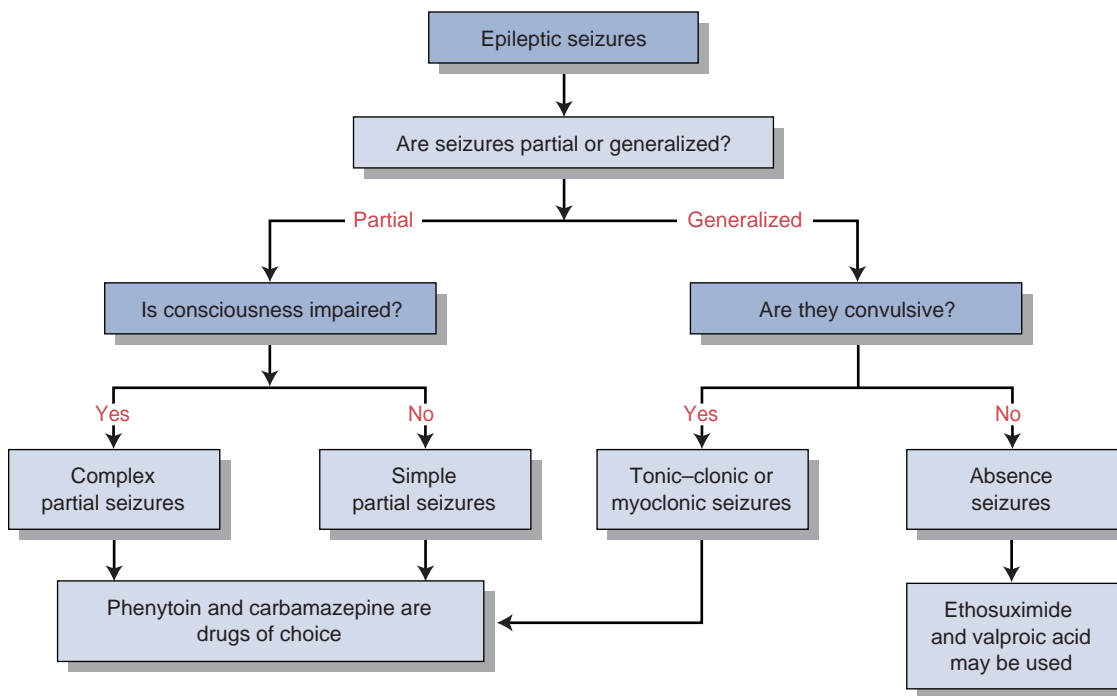 Epileptic seizures
Are seizures partial or generalized?
Partial
Generalized
Is consciousness impaired?
Are they convulsive?
Yes
No
Yes
No
Complex
partial seizures
Simple
partial seizures
Tonic–clonic or
myoclonic seizures
Absence
seizures
Phenytoin and carbamazepine are
drugs of choice
Ethosuximide
and valproic acid
may be used